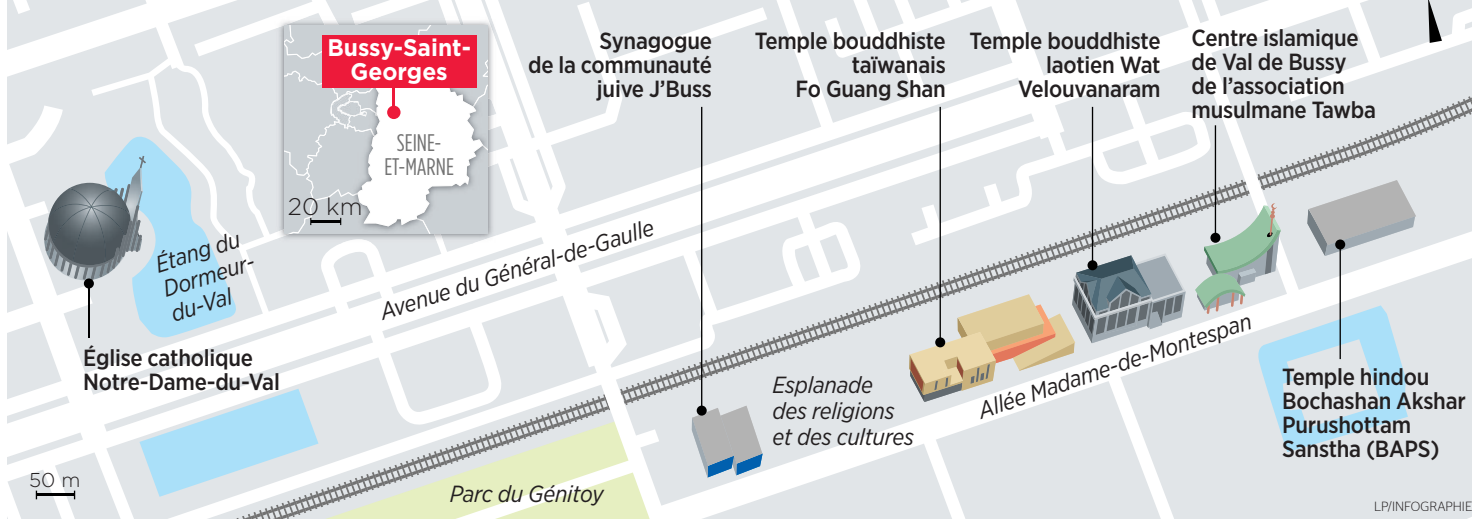 Bussy-Saint-
Georges
SEINE-
ET-MARNE
20 km
Synagogue
de la communauté
juive J’Buss
Temple bouddhiste
taïwanais
Fo Guang Shan
Temple bouddhiste
laotien Wat
Velouvanaram
Centre islamique
de Val de Bussy
de l’association
musulmane Tawba
Étang du
Dormeur-
du-Val
Avenue du Général-de-Gaulle
Église catholique
Notre-Dame-du-Val
Esplanade
des religions
et des cultures
Allée Madame-de-Montespan
Temple hindou
Bochashan Akshar
Purushottam
Sanstha (BAPS)
50 m
Parc du Génitoy
LP/INFOGRAPHIE